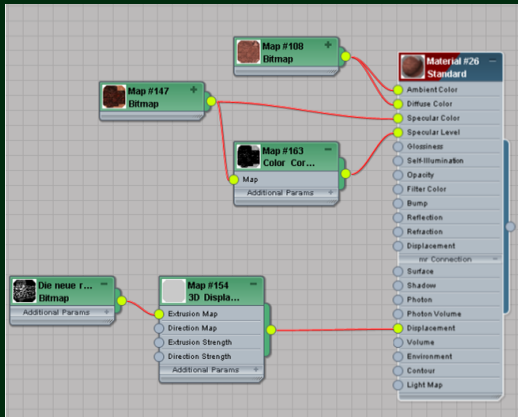 Map #108
Bitmap
Material #26
Standard
Map #147
Bitmap
Ambient Color
Diffuse Color
Specular Color
Specular Level
Glossiness
Self-Illumination
Opacity
Filter Color
Bump
Reflection
Refraction
Displacement
mr Connection
Surface
Shadow
Photon
Photon Volume
Displacement
Volume
Environment
Contour
Light Map
Map #163
Color Cor...
Map
Additional Params
Die neue r...
Bitmap
Additional Params
Map #154
3D Displa...
Extrusion Map
Direction Map
Extrusion Strength
Direction Strength
Additional Params